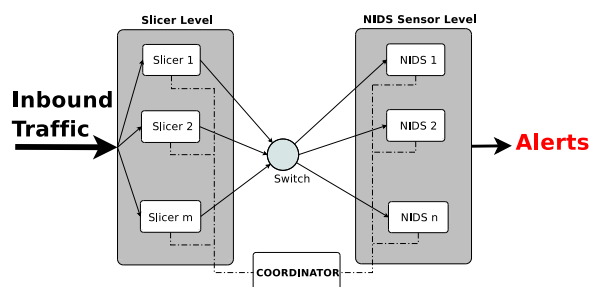 Slicer Level
NIDS Sensor Level
Slicer 1
NIDS 1
Inbound
Traffic
Slicer 2
NIDS 2
Alerts
Switch
Slicer m
NIDS n
COORDINATOR